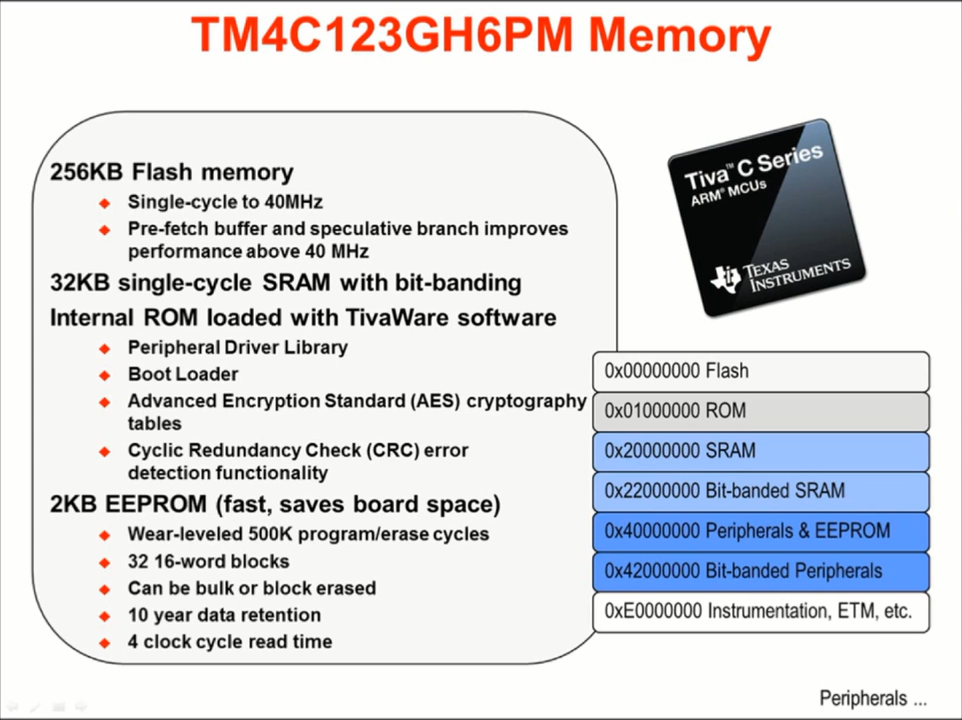 TM4C123GH6PM Memory
256KB Flash memory
Single-cycle to 40MHz
Pre-fetch buffer and speculative branch improves
performance above 40 MHz
32KB single-cycle SRAM with bit-banding
Internal ROM loaded with TivaWare software
Peripheral Driver Library
Boot Loader
Advanced Encryption Standard (AES) cryptography
tables
Cyclic Redundancy Check (CRC) error
detection functionality
2KB EEPROM (fast, saves board space)
Wear-leveled 500K program/erase cycles
32 16-word blocks
Can be bulk or block erased
10 year data retention
4 clock cycle read time
Tiva™ C Series
ARM® MCUs
TEXAS
INSTRUMENTS
0x00000000 Flash
0x01000000 ROM
0x20000000 SRAM
0x22000000 Bit-banded SRAM
0x40000000 Peripherals & EEPROM
0x42000000 Bit-banded Peripherals
0xE0000000 Instrumentation, ETM, etc.
Peripherals ...